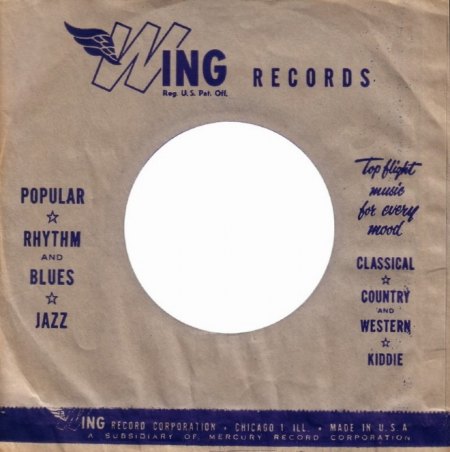 WING RECORDS
Reg. U.S. Pat. Off.
POPULAR
☆
RHYTHM
AND
BLUES
☆
JAZZ
Top flight
music
for every
mood
CLASSICAL
☆
COUNTRY
AND
WESTERN
☆
KIDDIE
WING RECORD CORPORATION • CHICAGO 1 ILL. • MADE IN U.S.A
A SUBSIDIARY OF MERCURY RECORD CORPORATION